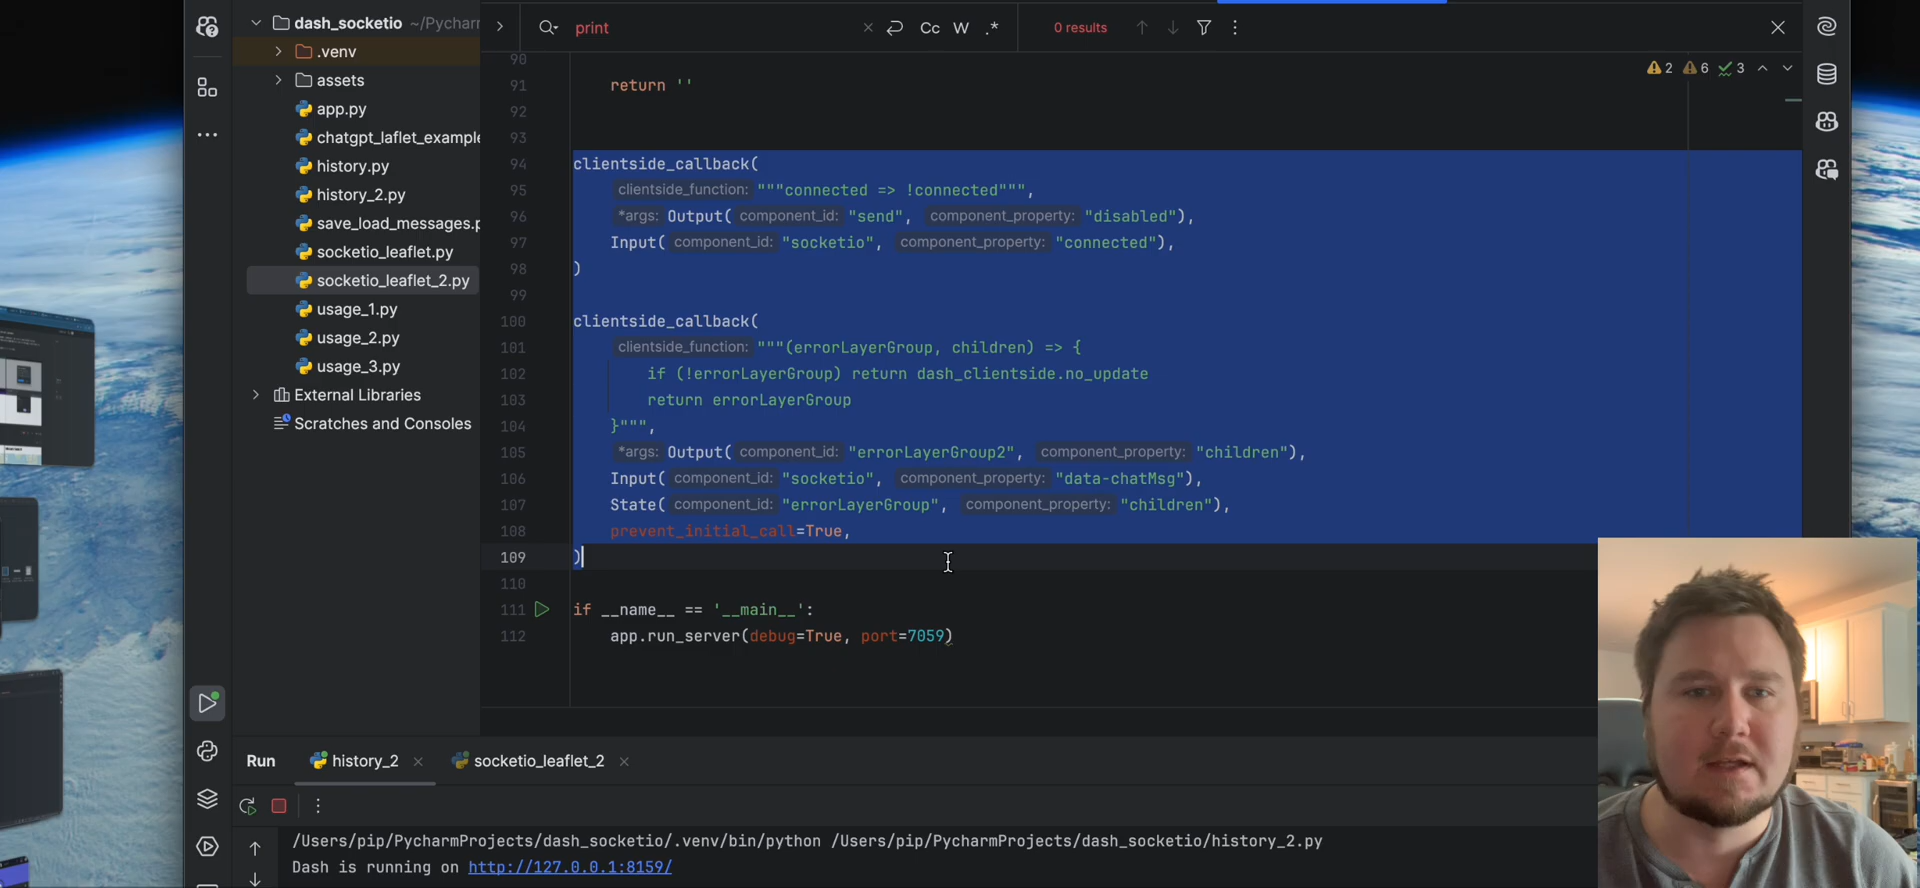 dash_socketio ~/Pycharr
.venv
assets
app.py
chatgpt_laflet_example
history.py
history_2.py
save_load_messages.p
socketio_leaflet.py
socketio_leaflet_2.py
usage_1.py
usage_2.py
usage_3.py
External Libraries
Scratches and Consoles
print
Cc W .* 0 results
2 6 3
90
91 return ''
92
93
94 clientside_callback(
95 clientside_function: """connected => !connected""",
96 *args: Output( component_id: "send", component_property: "disabled"),
97 Input( component_id: "socketio", component_property: "connected"),
98 )
99
100 clientside_callback(
101 clientside_function: """(errorLayerGroup, children) => {
102 if (!errorLayerGroup) return dash_clientside.no_update
103 return errorLayerGroup
104 }""",
105 *args: Output( component_id: "errorLayerGroup2", component_property: "children"),
106 Input( component_id: "socketio", component_property: "data-chatMsg"),
107 State( component_id: "errorLayerGroup", component_property: "children"),
108 prevent_initial_call=True,
109 )
110
111 if __name__ == '__main__':
112 app.run_server(debug=True, port=7059)
Run history_2 socketio_leaflet_2
/Users/pip/PycharmProjects/dash_socketio/.venv/bin/python /Users/pip/PycharmProjects/dash_socketio/history_2.py
Dash is running on http://127.0.0.1:8159/